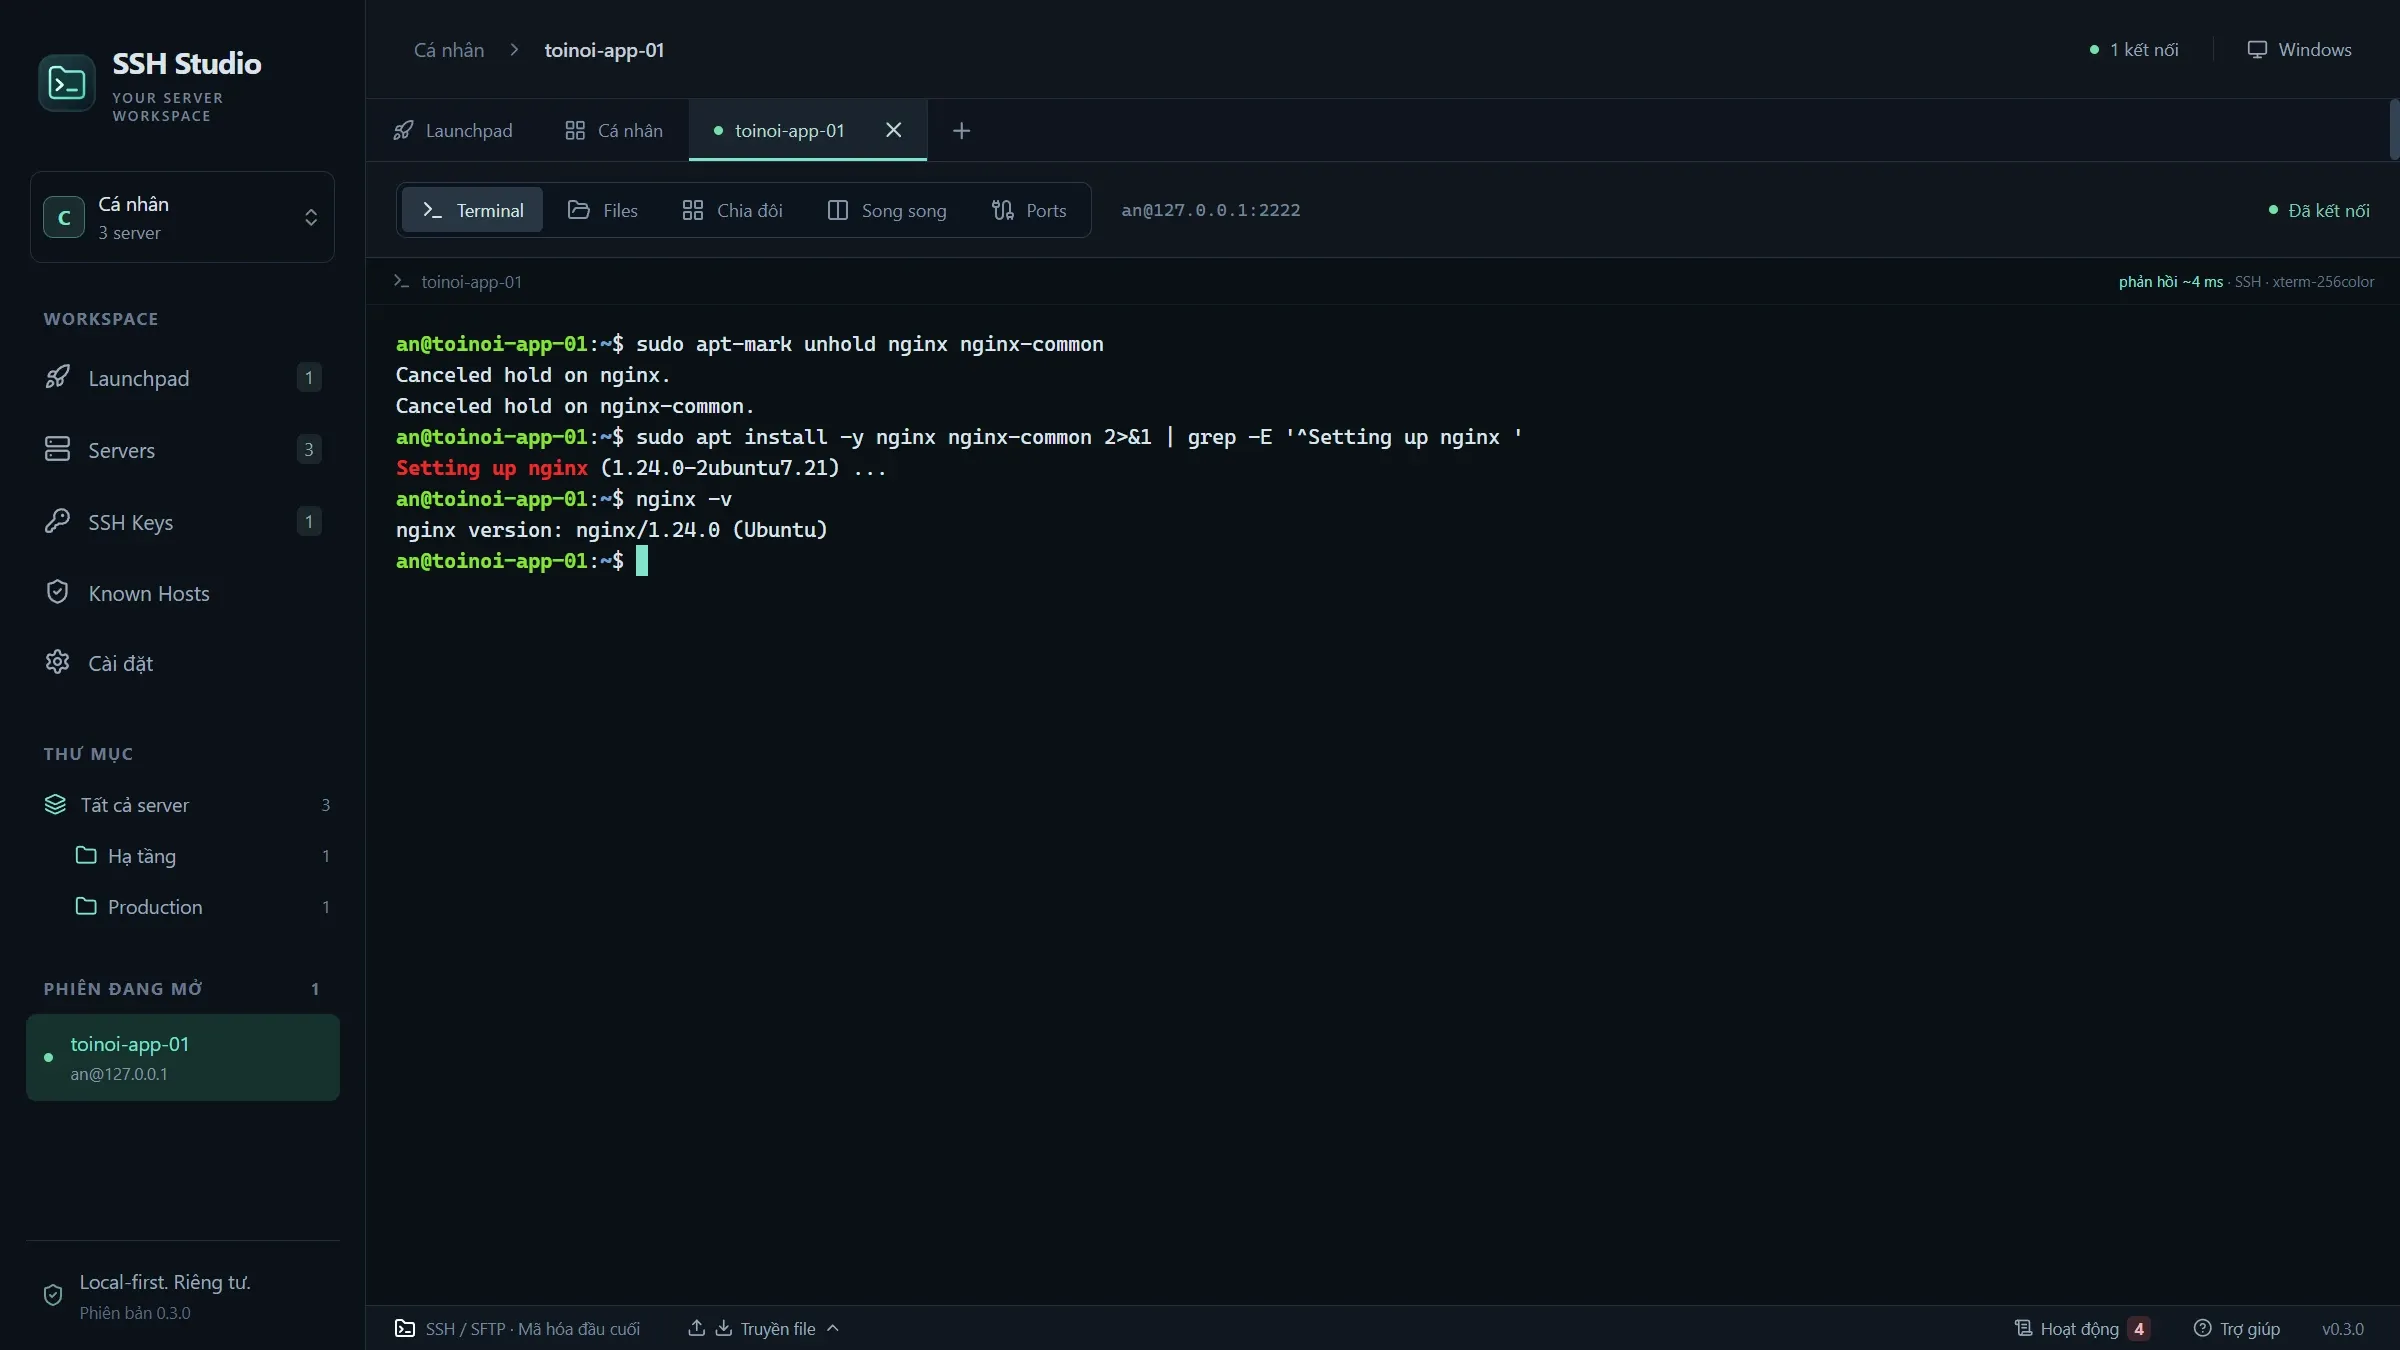 SSH Studio
YOUR SERVER
WORKSPACE
C
Cá nhân
3 server
WORKSPACE
Launchpad 1
Servers 3
SSH Keys 1
Known Hosts
Cài đặt
THƯ MỤC
Tất cả server 3
Hạ tầng 1
Production 1
PHIÊN ĐANG MỞ 1
toinoi-app-01
an@127.0.0.1
Local-first. Riêng tư.
Phiên bản 0.3.0
Cá nhân > toinoi-app-01
1 kết nối
Windows
Launchpad
Cá nhân
toinoi-app-01
Terminal
Files
Chia đôi
Song song
Ports
an@127.0.0.1:2222
Đã kết nối
toinoi-app-01
phản hồi ~4 ms · SSH · xterm-256color
an@toinoi-app-01:~$ sudo apt-mark unhold nginx nginx-common
Canceled hold on nginx.
Canceled hold on nginx-common.
an@toinoi-app-01:~$ sudo apt install -y nginx nginx-common 2>&1 | grep -E '^Setting up nginx '
Setting up nginx (1.24.0-2ubuntu7.21) ...
an@toinoi-app-01:~$ nginx -v
nginx version: nginx/1.24.0 (Ubuntu)
an@toinoi-app-01:~$
SSH / SFTP · Mã hóa đầu cuối
Truyền file
Hoạt động 4
Trợ giúp
v0.3.0